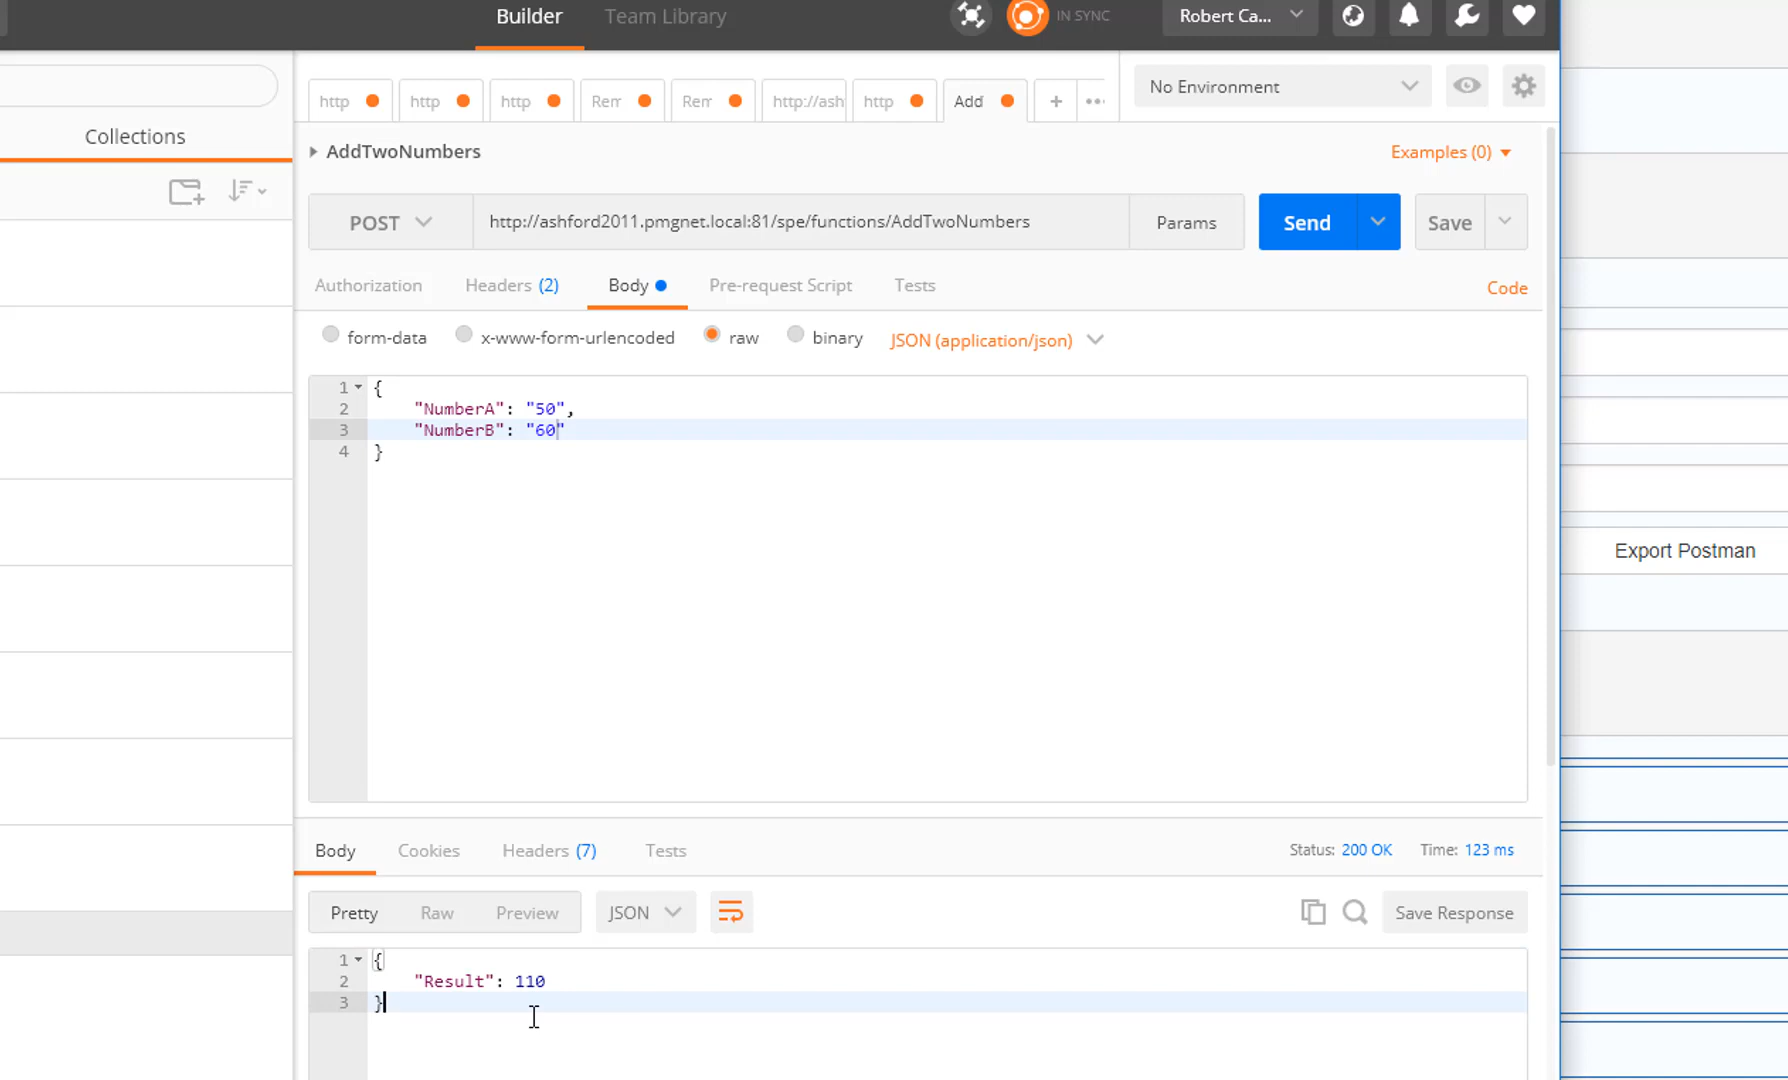 Builder
Team Library
IN SYNC
Robert Ca...
http
http
http
Rem
Rem
http://ash
http
Add
+
No Environment
Collections
AddTwoNumbers
Examples (0)
POST
http://ashford2011.pmgnet.local:81/spe/functions/AddTwoNumbers
Params
Send
Save
Authorization
Headers (2)
Body
Pre-request Script
Tests
Code
form-data
x-www-form-urlencoded
raw
binary
JSON (application/json)
1 {
2 "NumberA": "50",
3 "NumberB": "60"
4 }
Export Postman
Body
Cookies
Headers (7)
Tests
Status: 200 OK
Time: 123 ms
Pretty
Raw
Preview
JSON
Save Response
1 {
2 "Result": 110
3 }